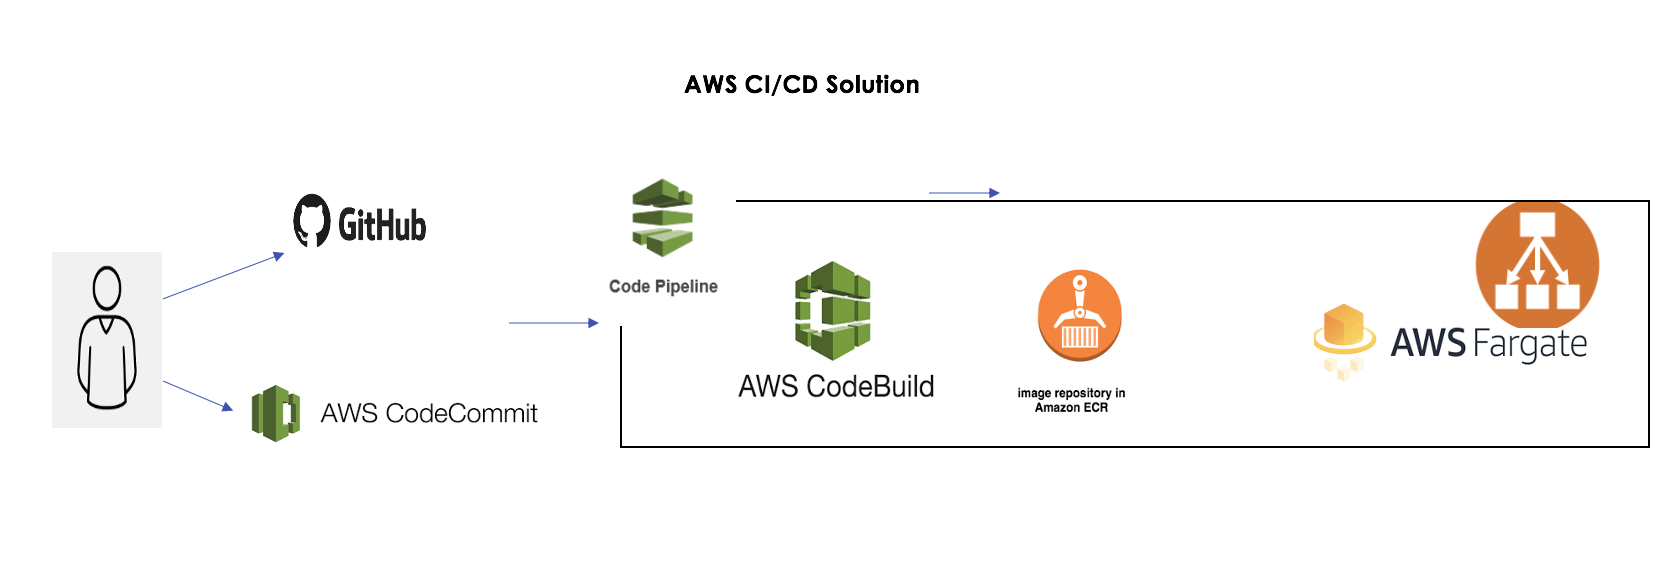 AWS CI/CD Solution
GitHub
Code Pipeline
AWS CodeCommit
AWS CodeBuild
image repository in
Amazon ECR
AWS Fargate